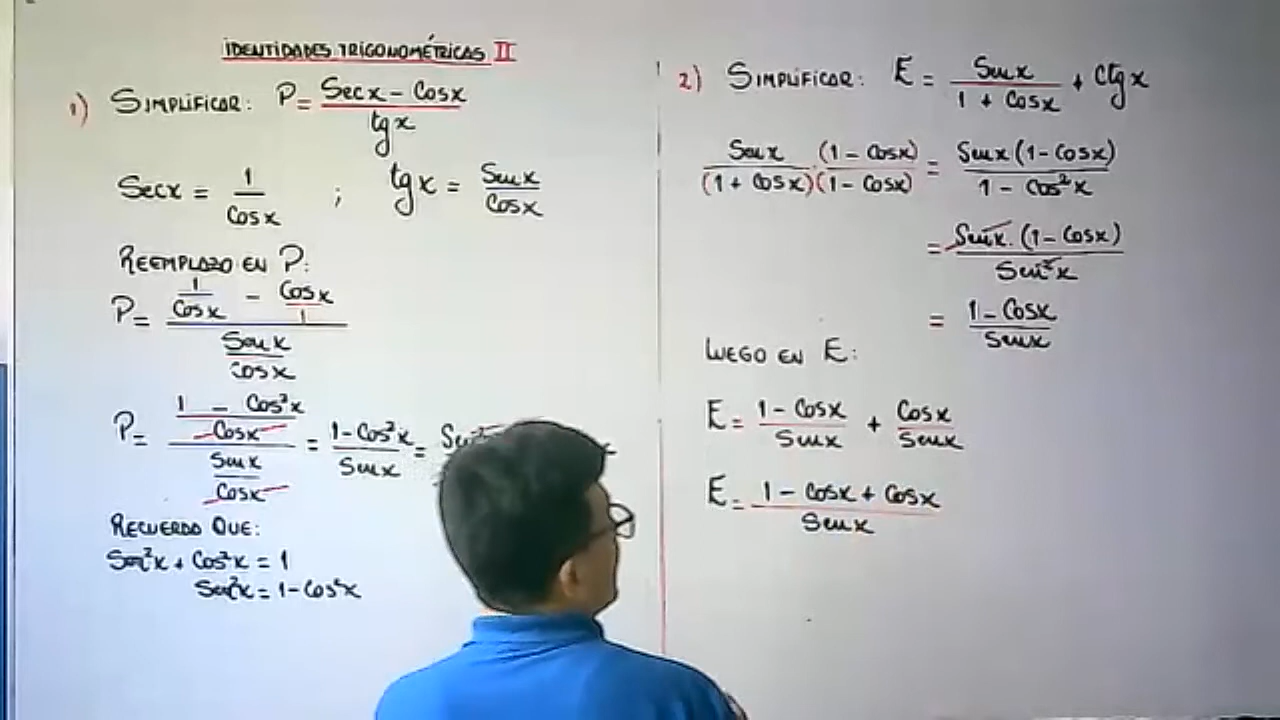 IDENTIDADES TRIGONOMÉTRICAS II
1) SIMPLIFICAR: P = (Secx - Cosx) / tgx
Secx = 1 / Cosx ; tgx = Senx / Cosx
REEMPLAZO EN P:
P = (1/Cosx - Cosx/1) / (Senx/Cosx)
P = ((1 - Cos²x)/Cosx) / (Senx/Cosx) = (1-Cos²x) / Senx =
RECUERDO QUE:
Sen²x + Cos²x = 1
Sen²x = 1-Cos²x
2) SIMPLIFICAR: E = Senx / (1 + Cosx) + Ctgx
Senx / (1 + Cosx) . (1 - Cosx) / (1 - Cosx) = Senx (1-Cosx) / (1 - Cos²x)
= Senx . (1-Cosx) / Sen²x
= (1-Cosx) / Senx
LUEGO EN E:
E = (1-Cosx) / Senx + Cosx / Senx
E = (1 - Cosx + Cosx) / Senx